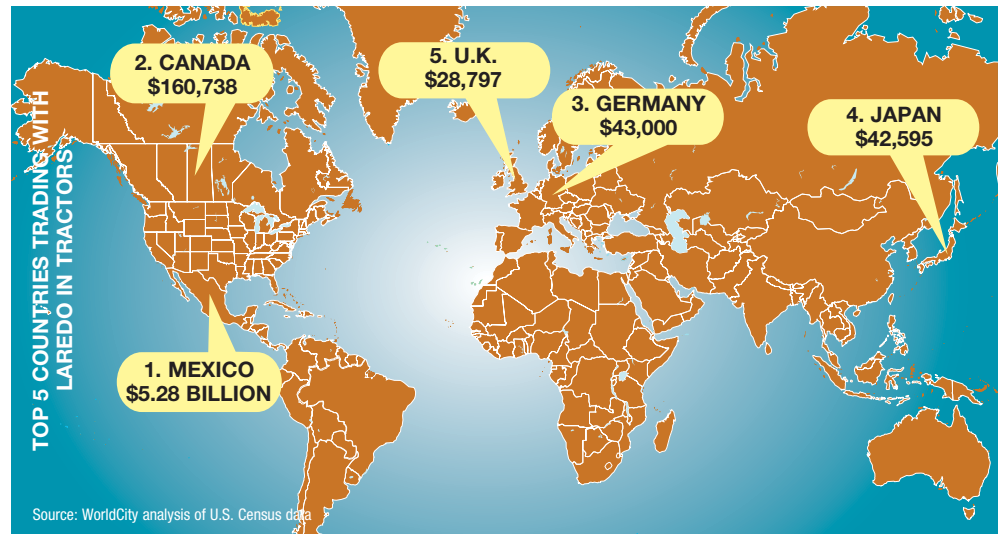 TOP 5 COUNTRIES TRADING WITH
LAREDO IN TRACTORS
2. CANADA
$160,738
5. U.K.
$28,797
3. GERMANY
$43,000
4. JAPAN
$42,595
1. MEXICO
$5.28 BILLION
Source: WorldCity analysis of U.S. Census data